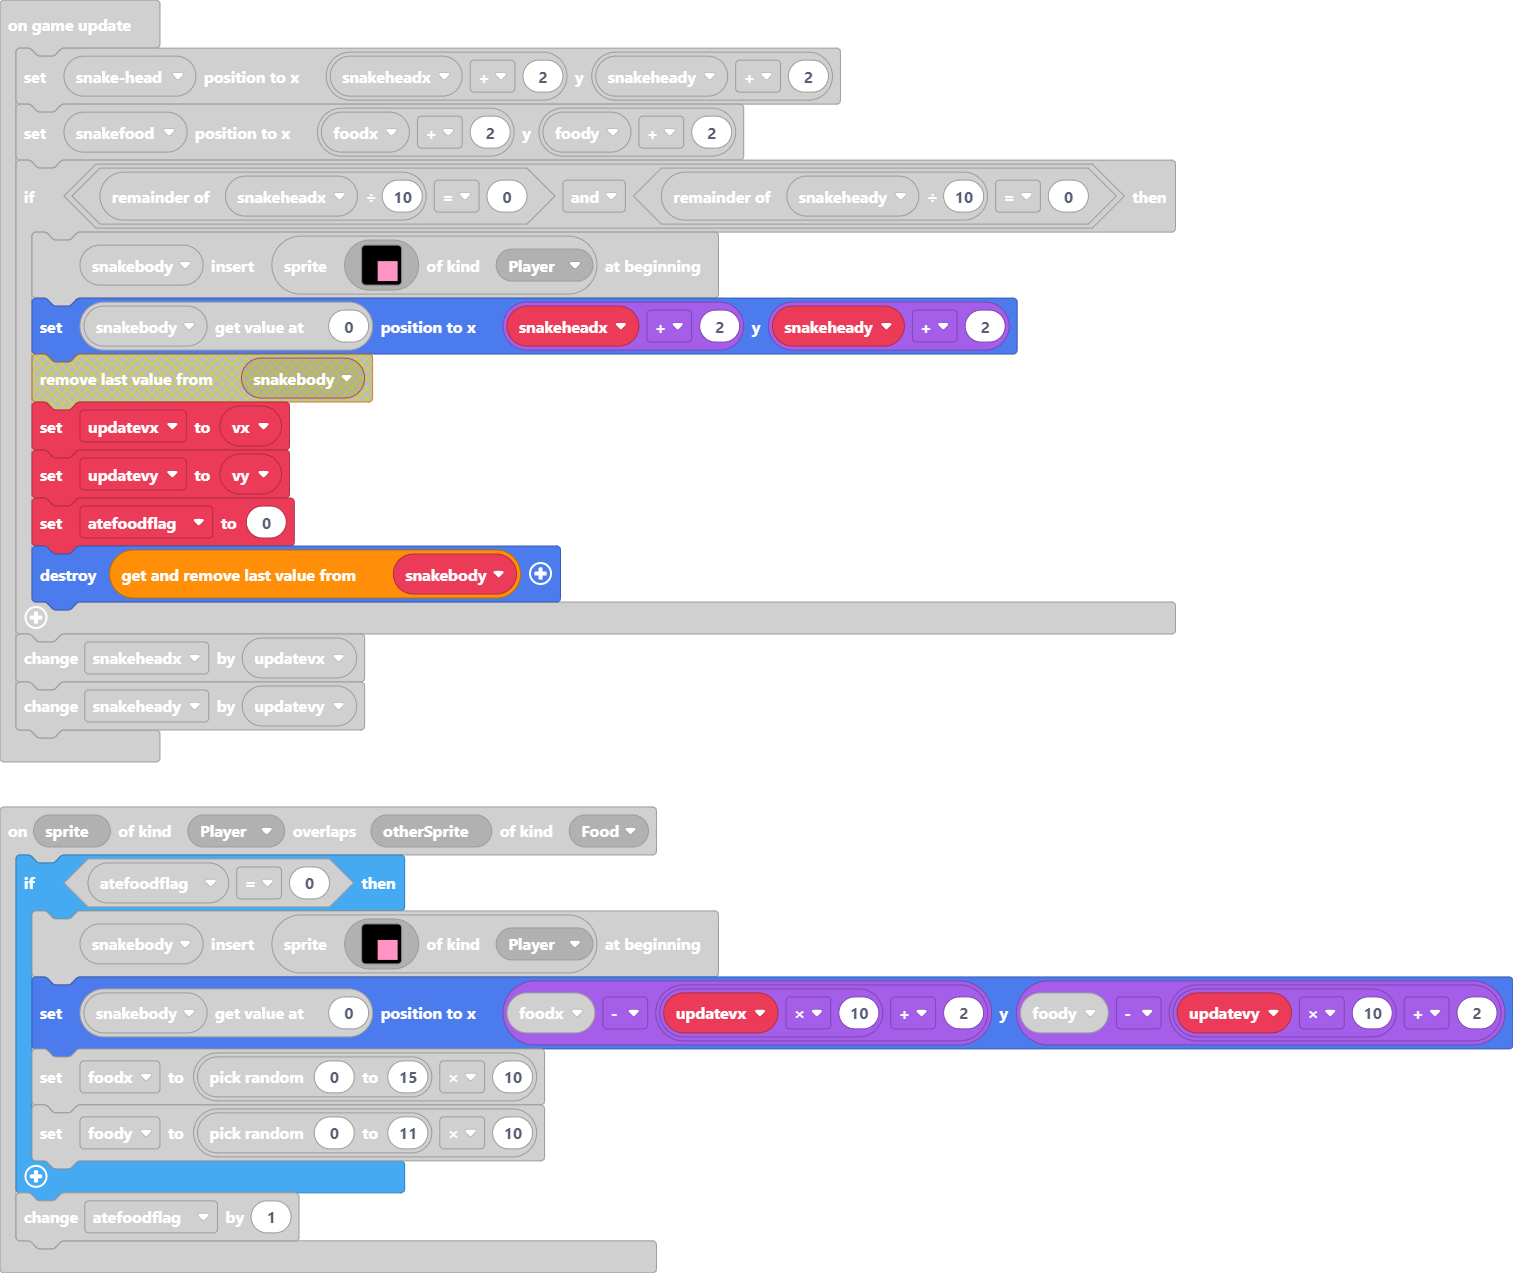 on game update
set snake-head position to x snakeheadx + 2 y snakeheady + 2
set snakefood position to x foodx + 2 y foody + 2
if remainder of snakeheadx ÷ 10 = 0 and remainder of snakeheady ÷ 10 = 0 then
snakebody insert sprite of kind Player at beginning
set snakebody get value at 0 position to x snakeheadx + 2 y snakeheady + 2
remove last value from snakebody
set updatevx to vx
set updatevy to vy
set atefoodflag to 0
destroy get and remove last value from snakebody
change snakeheadx by updatevx
change snakeheady by updatevy
on sprite of kind Player overlaps otherSprite of kind Food
if atefoodflag = 0 then
snakebody insert sprite of kind Player at beginning
set snakebody get value at 0 position to x foodx - updatevx × 10 + 2 y foody - updatevy × 10 + 2
set foodx to pick random 0 to 15 × 10
set foody to pick random 0 to 11 × 10
change atefoodflag by 1